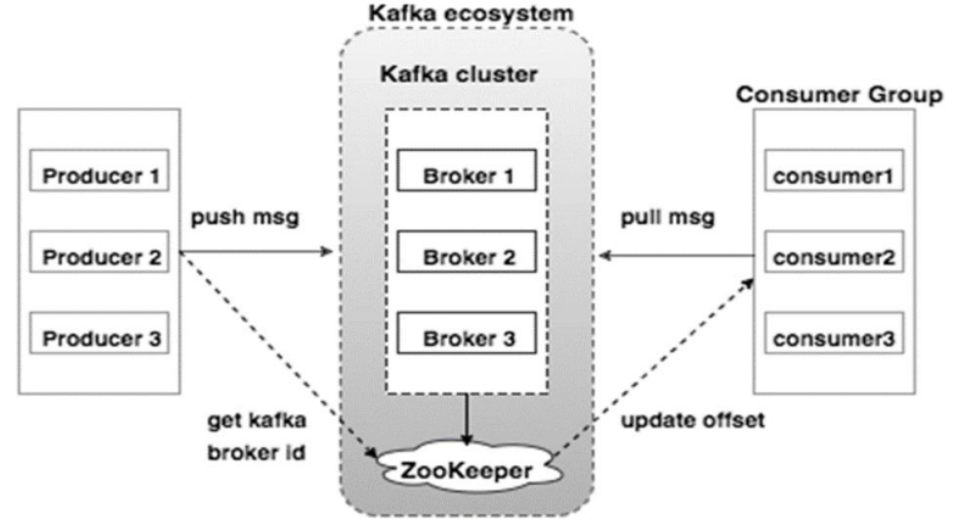 Kafka ecosystem
Kafka cluster
Consumer Group
Producer 1
Producer 2
Producer 3
push msg
get kafka
broker id
Broker 1
Broker 2
Broker 3
ZooKeeper
pull msg
update offset
consumer1
consumer2
consumer3